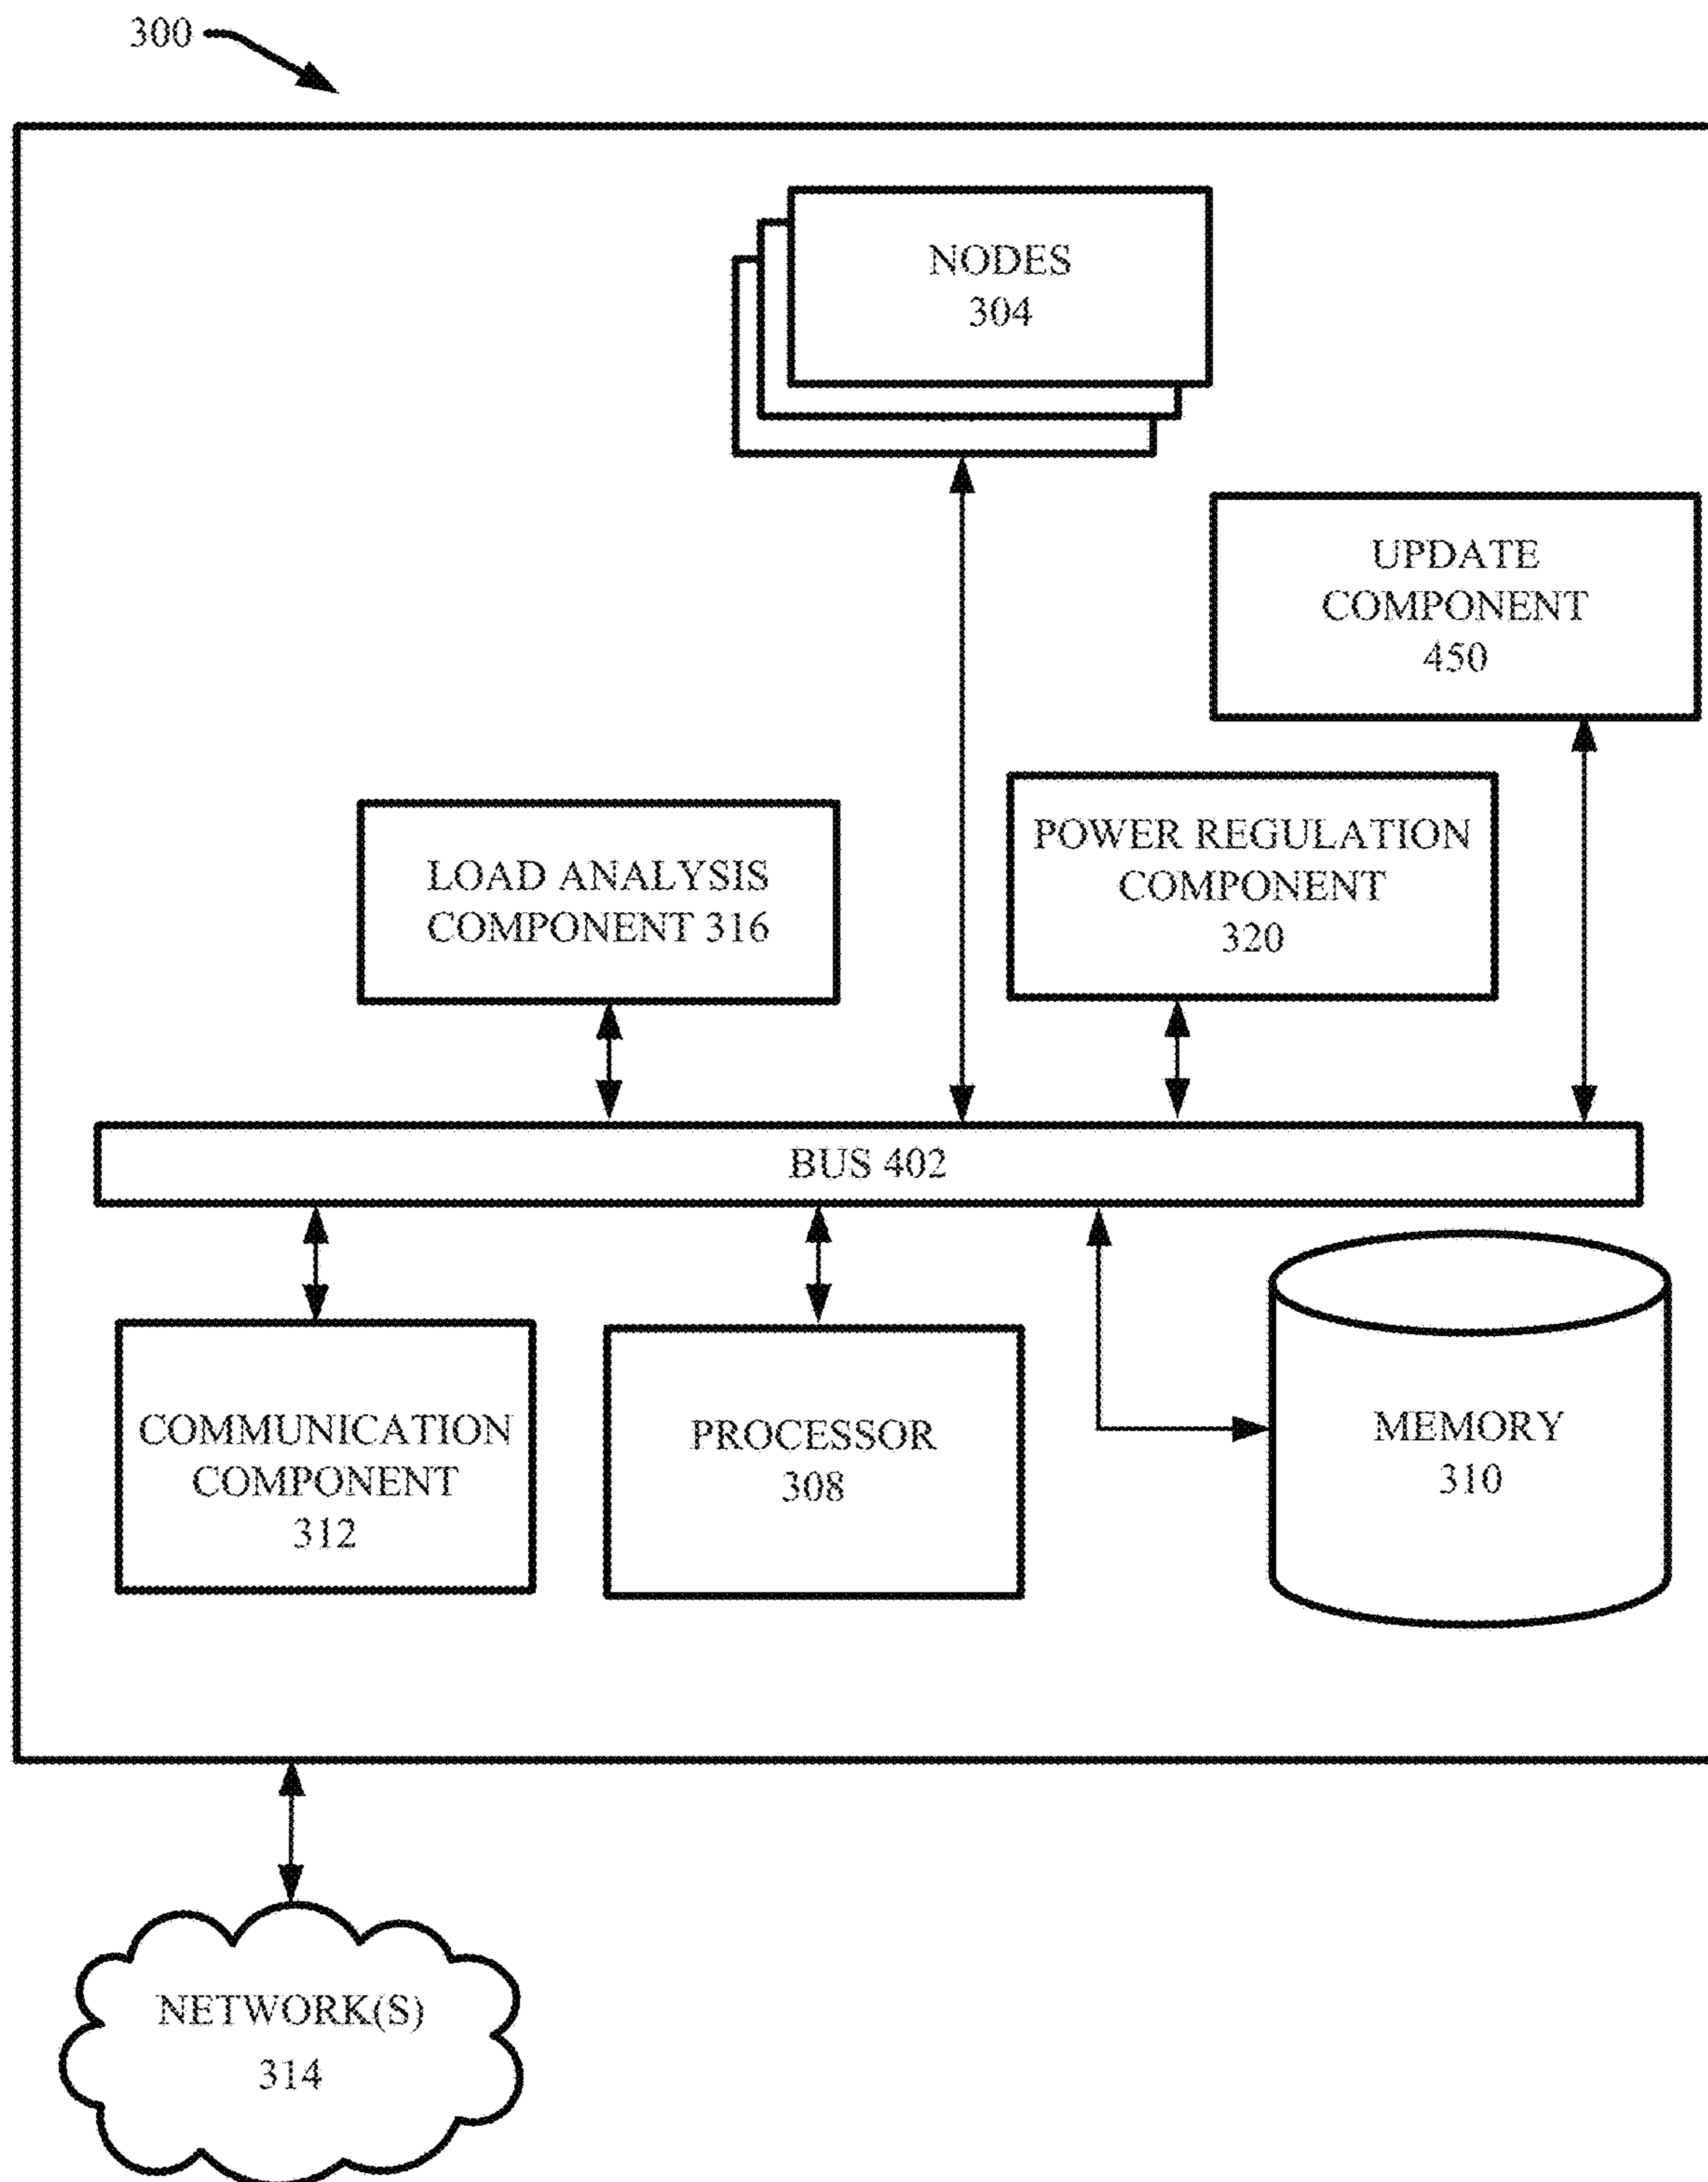 300
NODES
304
UPDATE
COMPONENT
450
POWER REGULATION
COMPONENT
320
LOAD ANALYSIS
COMPONENT 316
BUS 402
COMMUNICATION
COMPONENT
312
PROCESSOR
308
MEMORY
310
NETWORK(S)
314